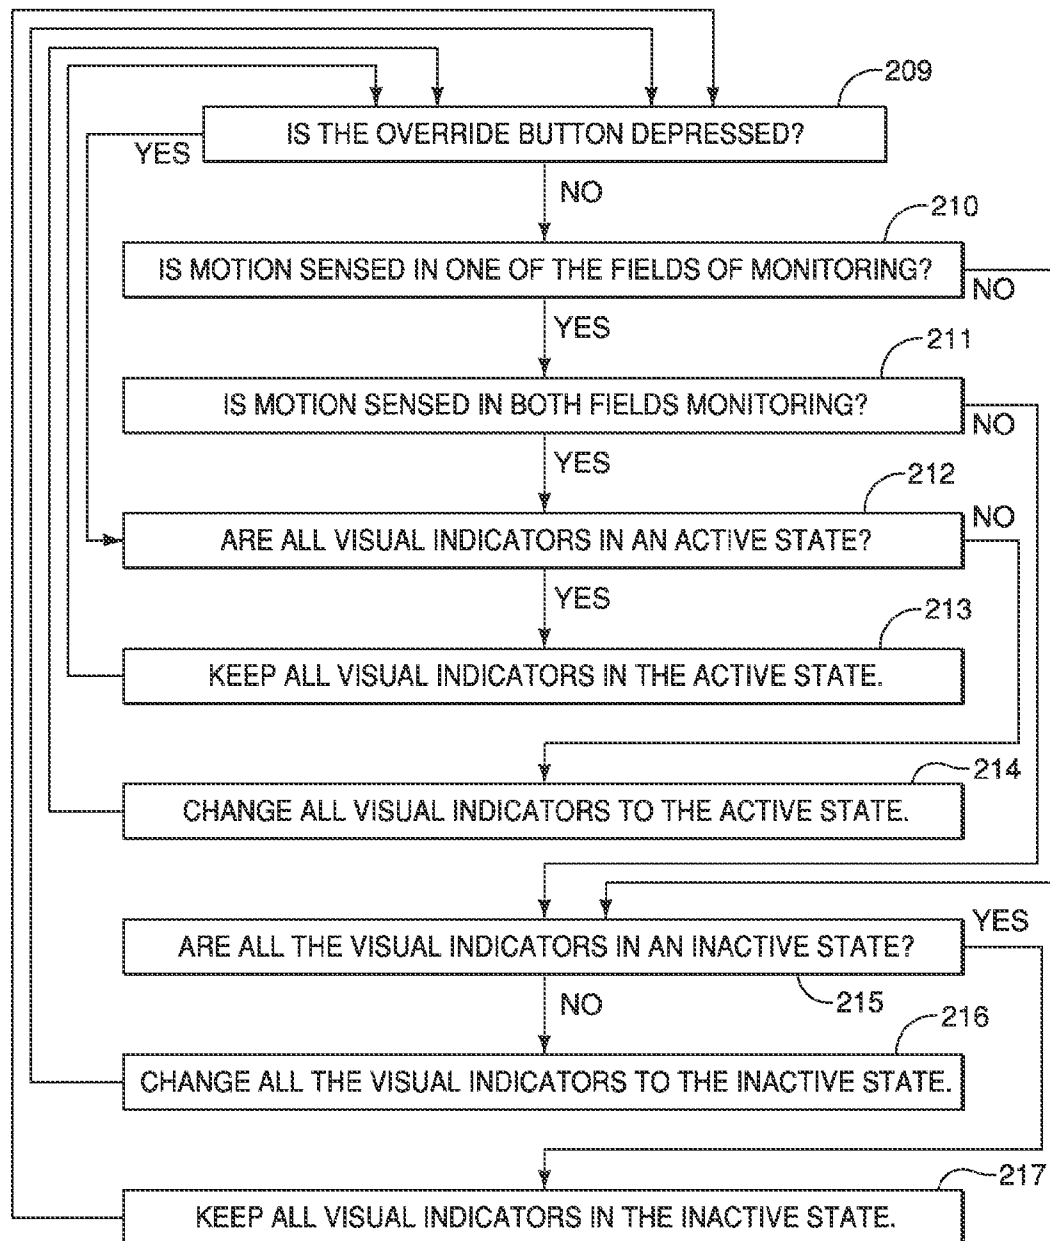 209
IS THE OVERRIDE BUTTON DEPRESSED?
YES
NO
210
IS MOTION SENSED IN ONE OF THE FIELDS OF MONITORING?
NO
YES
211
IS MOTION SENSED IN BOTH FIELDS MONITORING?
NO
YES
212
NO
ARE ALL VISUAL INDICATORS IN AN ACTIVE STATE?
YES
213
KEEP ALL VISUAL INDICATORS IN THE ACTIVE STATE.
214
CHANGE ALL VISUAL INDICATORS TO THE ACTIVE STATE.
YES
ARE ALL THE VISUAL INDICATORS IN AN INACTIVE STATE?
215
NO
216
CHANGE ALL THE VISUAL INDICATORS TO THE INACTIVE STATE.
217
KEEP ALL VISUAL INDICATORS IN THE INACTIVE STATE.